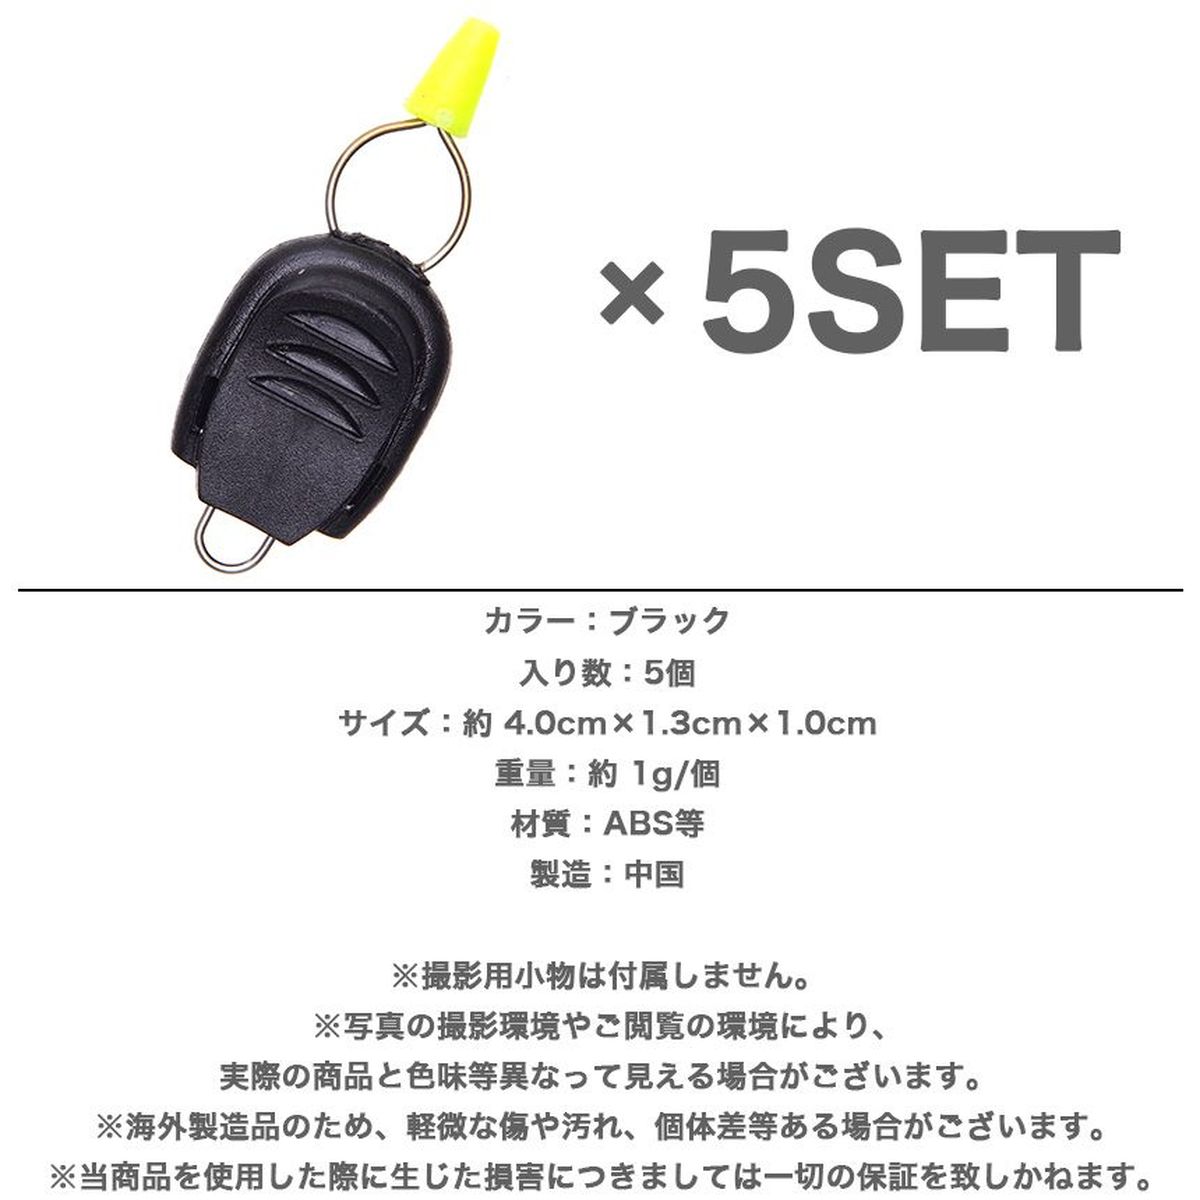 ×5SET
カラー：ブラック
入り数：5個
サイズ：約 4.0cm×1.3cm×1.0cm
重量：約 1g/個
材質：ABS等
製造：中国
※撮影用小物は付属しません。
※写真の撮影環境やご閲覧の環境により、
実際の商品と色味等異なって見える場合がございます。
※海外製造品のため、軽微な傷や汚れ、個体差等ある場合がございます。
※当商品を使用した際に生じた損害につきましては一切の保証を致しかねます。